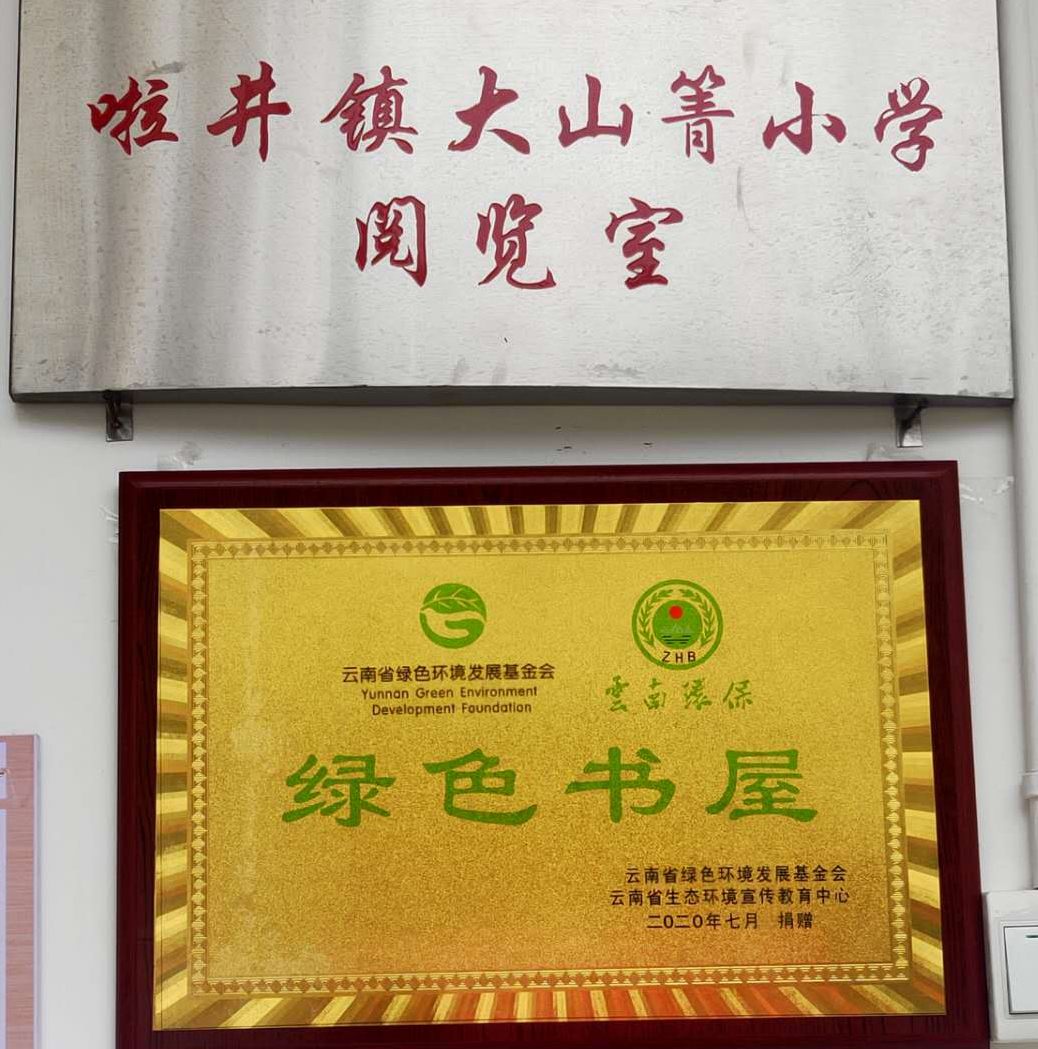 啦井镇大山箐小学
阅览室
ZHB
云南省绿色环境发展基金会
Yunnan Green Environment
Development Foundation
雲南環保
绿色书屋
云南省绿色环境发展基金会
云南省生态环境宣传教育中心
二0二0年七月 捐赠